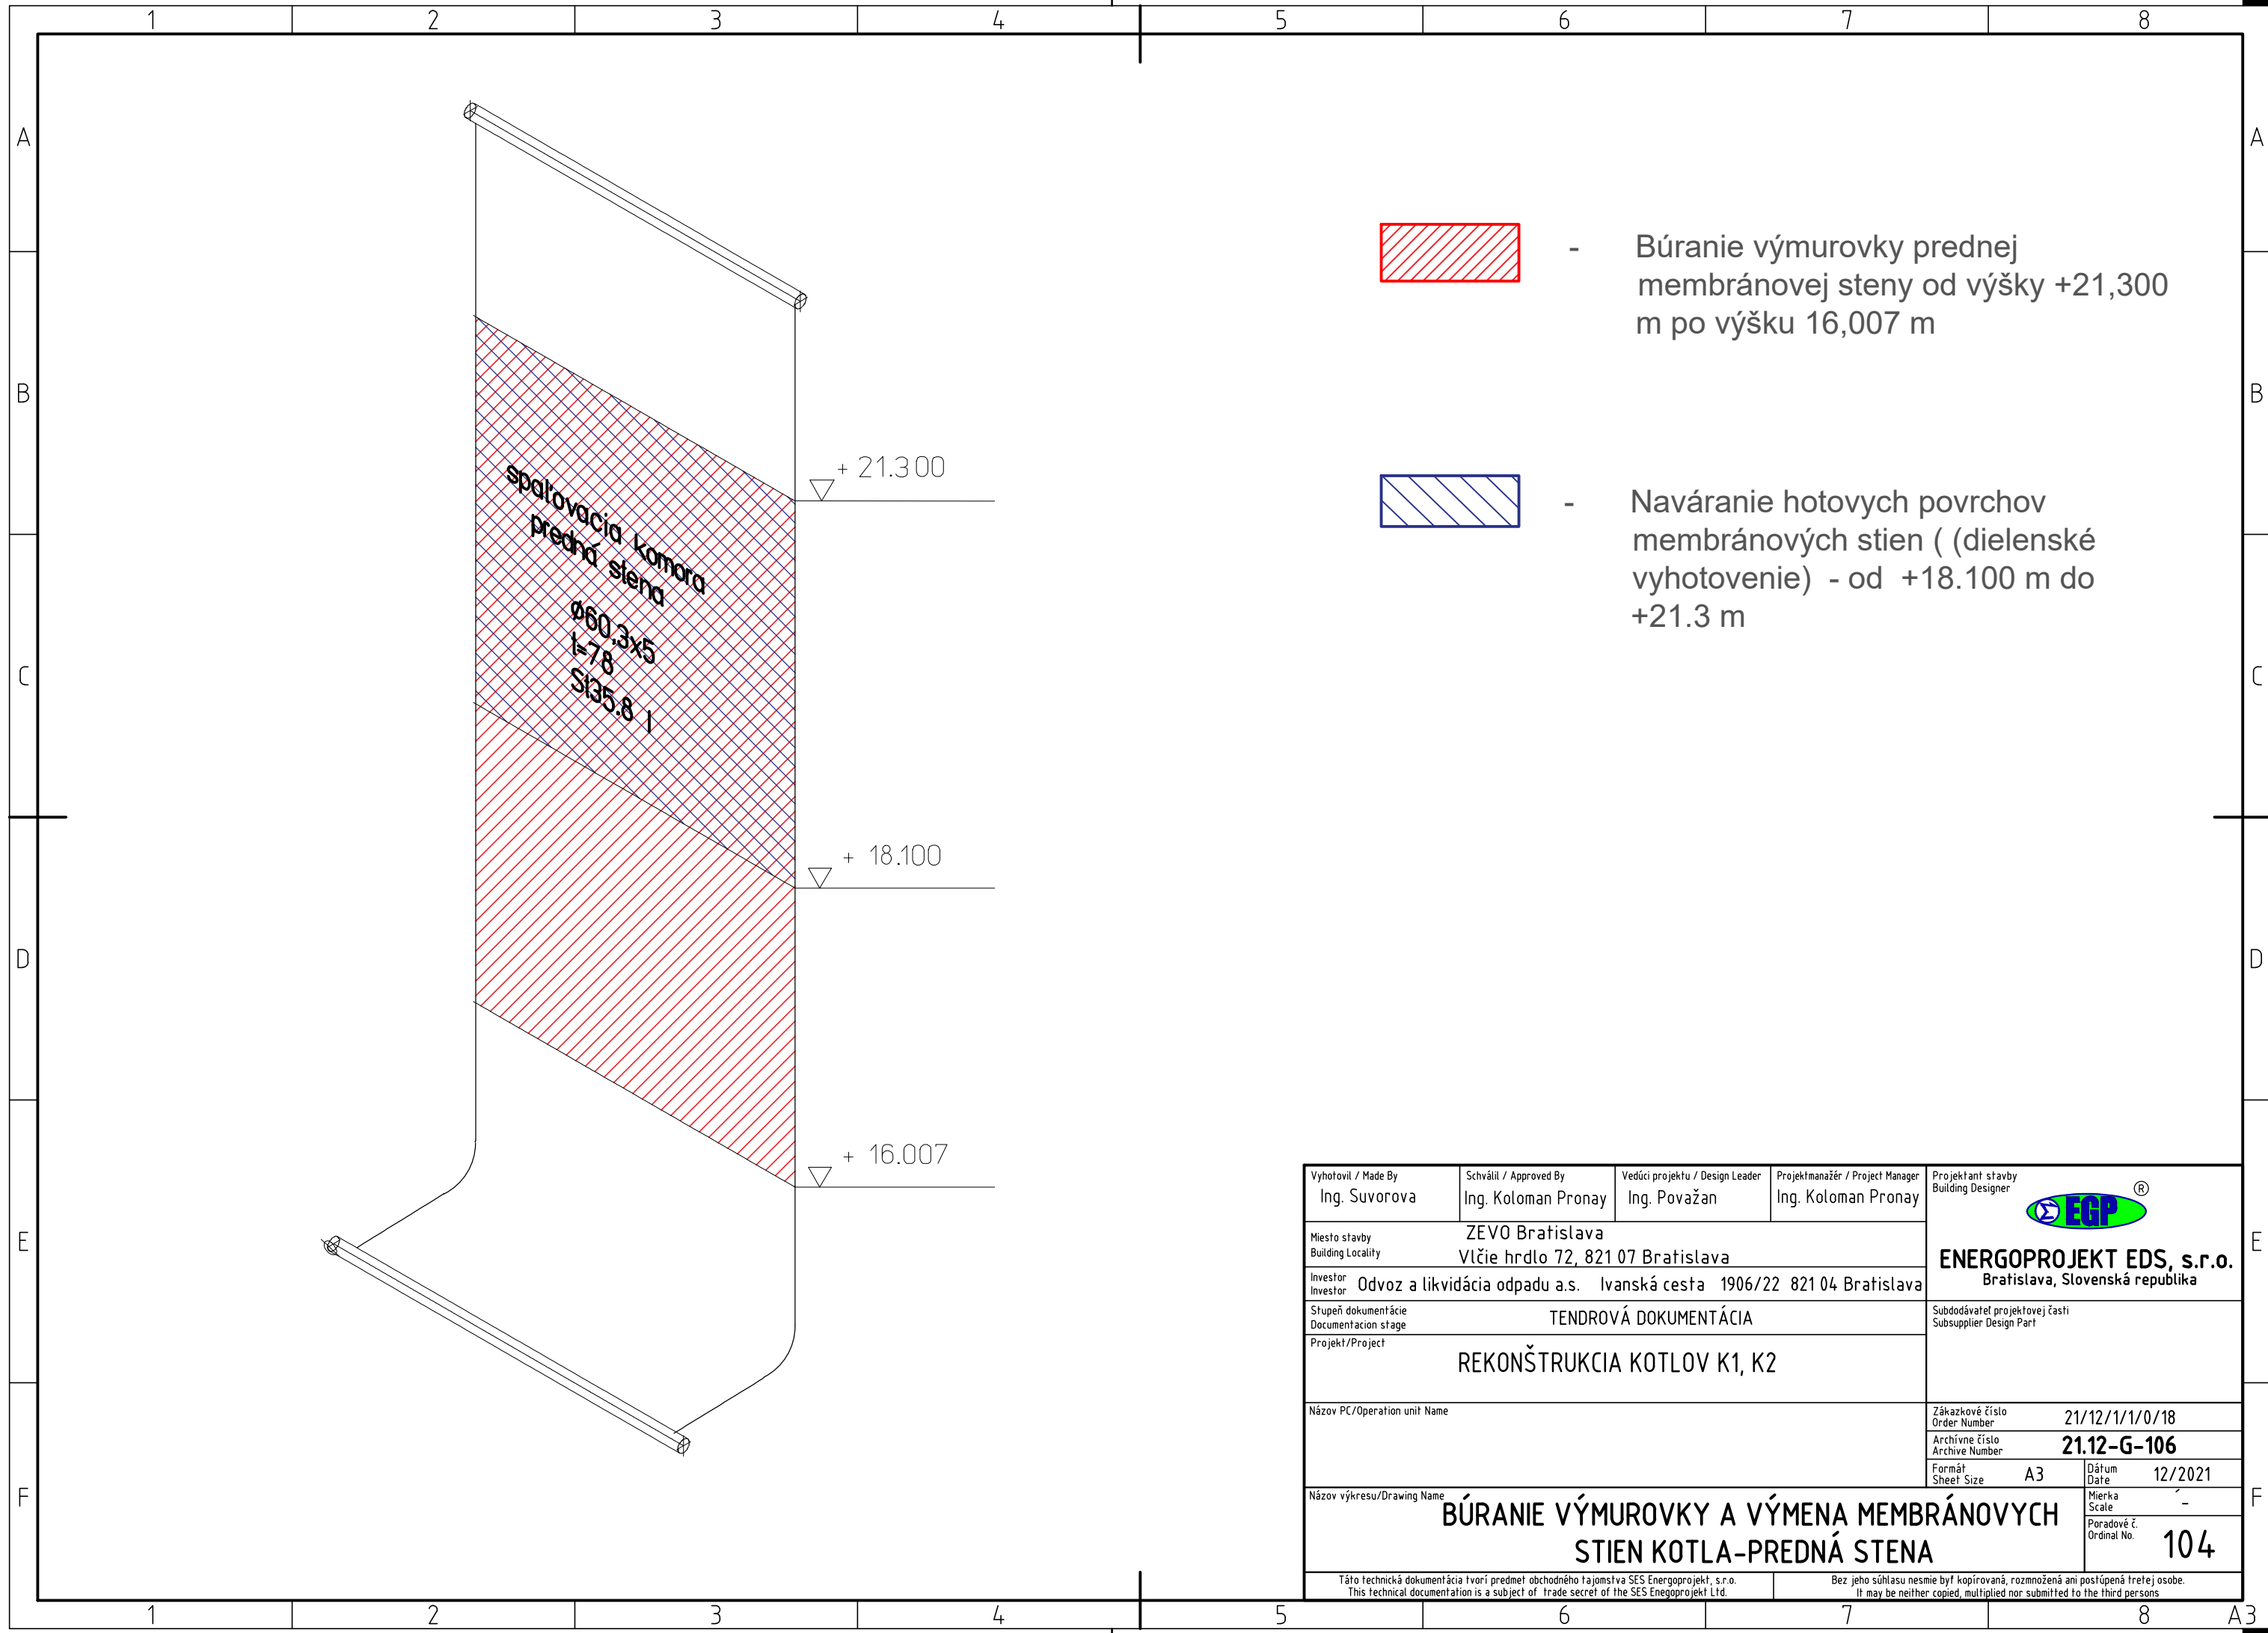 1 2 3 4 5 6 7 8
A A
B B
C C
D D
E E
F F
spaľovacia komora
predná stena
ø60,3x5
t=78
St35.8 I
+ 21.300
+ 18.100
+ 16.007
- Búranie výmurovky prednej
membránovej steny od výšky +21,300
m po výšku 16,007 m
- Naváranie hotovych povrchov
membránových stien ( (dielenské
vyhotovenie) - od +18.100 m do
+21.3 m
Vyhotovil / Made By
Ing. Suvorova
Schválil / Approved By
Ing. Koloman Pronay
Vedúci projektu / Design Leader
Ing. Považan
Projektmanažér / Project Manager
Ing. Koloman Pronay
Projektant stavby
Building Designer
Σ EGP ®
ENERGOPROJEKT EDS, s.r.o.
Bratislava, Slovenská republika
Miesto stavby
Building Locality
ZEVO Bratislava
Vlčie hrdlo 72, 821 07 Bratislava
Investor
Investor
Odvoz a likvidácia odpadu a.s. Ivanská cesta 1906/22 821 04 Bratislava
Stupeň dokumentácie
Documentacion stage
TENDROVÁ DOKUMENTÁCIA
Subdodávateľ projektovej časti
Subsupplier Design Part
Projekt/Project
REKONŠTRUKCIA KOTLOV K1, K2
Názov PC/Operation unit Name
Zákazkové číslo
Order Number
21/12/1/1/0/18
Archívne číslo
Archive Number
21.12-G-106
Formát
Sheet Size
A3
Dátum
Date
12/2021
Názov výkresu/Drawing Name
BÚRANIE VÝMUROVKY A VÝMENA MEMBRÁNOVYCH
STIEN KOTLA-PREDNÁ STENA
Mierka
Scale
´-
Poradové č.
Ordinal No.
104
Táto technická dokumentácia tvorí predmet obchodného tajomstva SES Energoprojekt, s.r.o.
This technical documentation is a subject of trade secret of the SES Enegoprojekt Ltd.
Bez jeho súhlasu nesmie byť kopírovaná, rozmnožená ani postúpená tretej osobe.
It may be neither copied, multiplied nor submitted to the third persons
1 2 3 4 5 6 7 8 A3